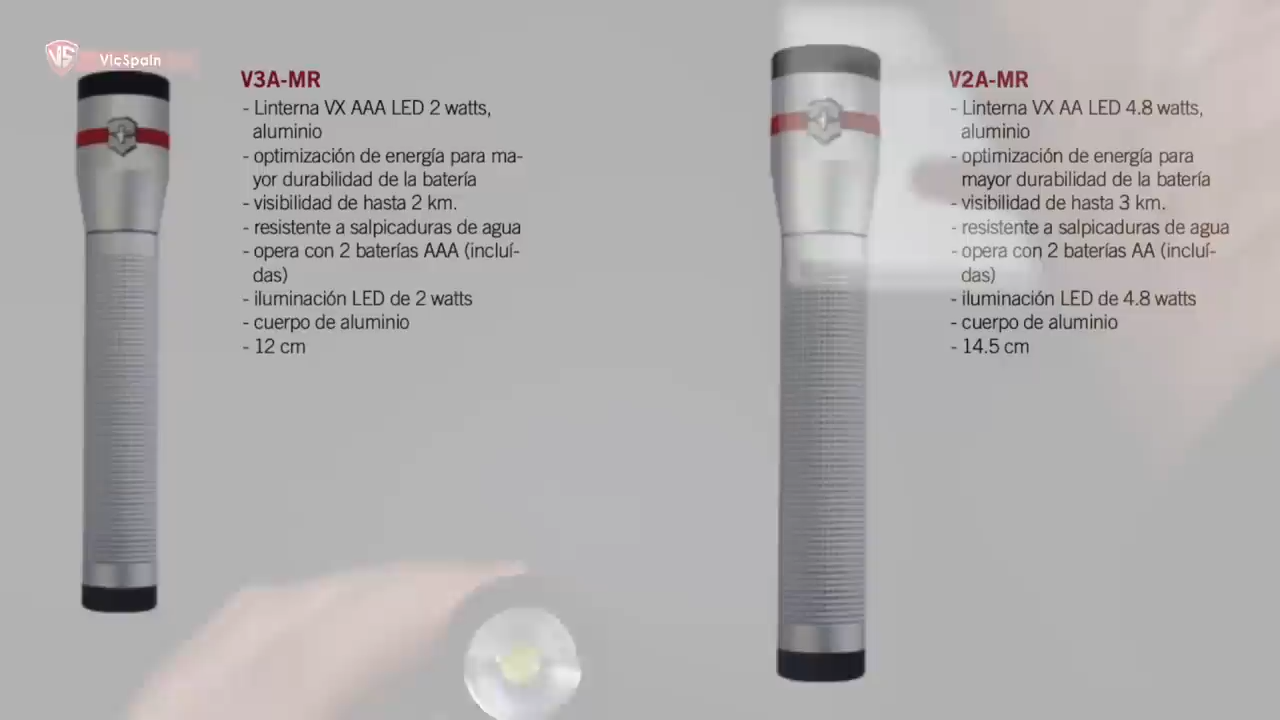 VS
VicSpain
V3A-MR
- Linterna VX AAA LED 2 watts,
aluminio
- optimización de energía para ma-
yor durabilidad de la batería
- visibilidad de hasta 2 km.
- resistente a salpicaduras de agua
- opera con 2 baterías AAA (incluí-
das)
- iluminación LED de 2 watts
- cuerpo de aluminio
- 12 cm
V2A-MR
- Linterna VX AA LED 4.8 watts,
aluminio
- optimización de energía para
mayor durabilidad de la batería
- visibilidad de hasta 3 km.
- resistente a salpicaduras de agua
- opera con 2 baterías AA (incluí-
das)
- iluminación LED de 4.8 watts
- cuerpo de aluminio
- 14.5 cm